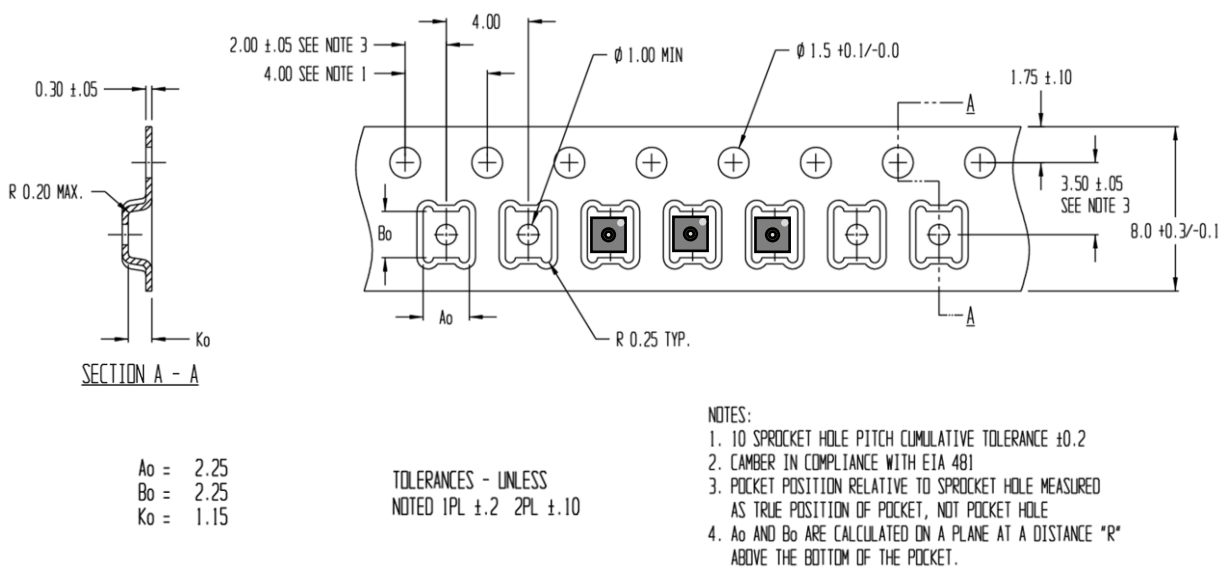 4.00
2.00 ±.05 SEE NOTE 3
4.00 SEE NOTE 1
Ø 1.00 MIN
Ø 1.5 +0.1/-0.0
1.75 ±.10
0.30 ±.05
A
R 0.20 MAX.
3.50 ±.05
SEE NOTE 3
Bo
8.0 +0.3/-0.1
Ao
A
Ko
R 0.25 TYP.
SECTION A - A
Ao = 2.25
Bo = 2.25
Ko = 1.15
TOLERANCES - UNLESS
NOTED 1PL ±.2 2PL ±.10
NOTES:
1. 10 SPROCKET HOLE PITCH CUMULATIVE TOLERANCE ±0.2
2. CAMBER IN COMPLIANCE WITH EIA 481
3. POCKET POSITION RELATIVE TO SPROCKET HOLE MEASURED
AS TRUE POSITION OF POCKET, NOT POCKET HOLE
4. Ao AND Bo ARE CALCULATED ON A PLANE AT A DISTANCE "R"
ABOVE THE BOTTOM OF THE POCKET.